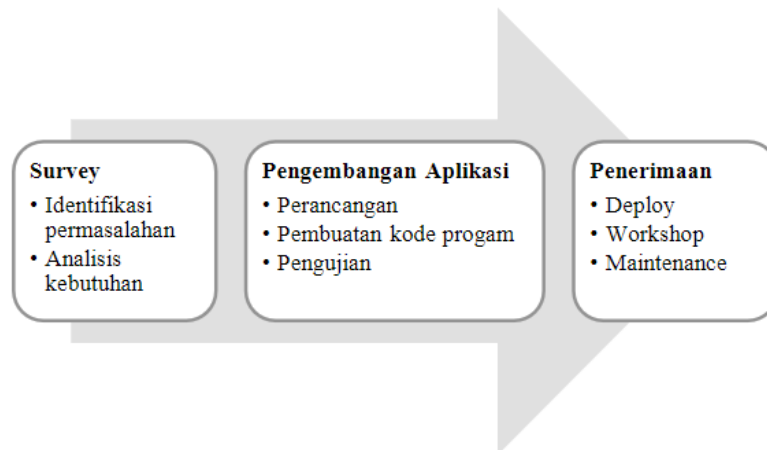 Survey
• Identifikasi
permasalahan
• Analisis
kebutuhan
Pengembangan Aplikasi
• Perancangan
• Pembuatan kode progam
• Pengujian
Penerimaan
• Deploy
• Workshop
• Maintenance